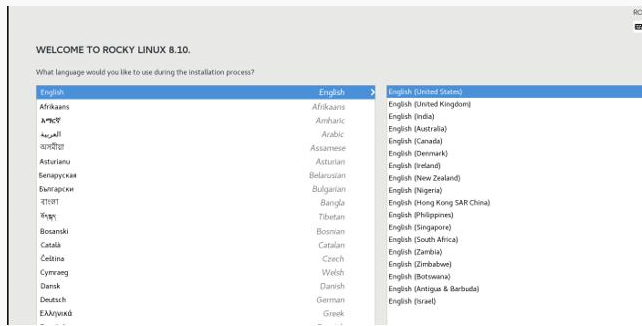 RO
WELCOME TO ROCKY LINUX 8.10.
What language would you like to use during the installation process?
English English
Afrikaans Afrikaans
አማርኛ Amharic
العربية Arabic
অসমীয়া Assamese
Asturianu Asturian
Беларуская Belarusian
Български Bulgarian
বাংলা Bangla
Tibetan
Bosanski Bosnian
Català Catalan
Čeština Czech
Cymraeg Welsh
Dansk Danish
Deutsch German
Ελληνικά Greek
English (United States)
English (United Kingdom)
English (India)
English (Australia)
English (Canada)
English (Denmark)
English (Ireland)
English (New Zealand)
English (Nigeria)
English (Hong Kong SAR China)
English (Philippines)
English (Singapore)
English (South Africa)
English (Zambia)
English (Zimbabwe)
English (Botswana)
English (Antigua & Barbuda)
English (Israel)